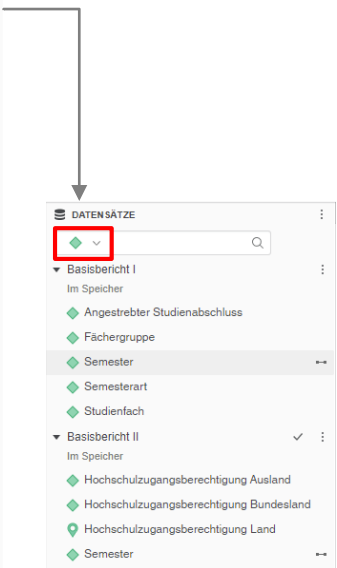 DATENSÄTZE
Basisbericht I
Im Speicher
Angestrebter Studienabschluss
Fächergruppe
Semester
Semesterart
Studienfach
Basisbericht II
Im Speicher
Hochschulzugangsberechtigung Ausland
Hochschulzugangsberechtigung Bundesland
Hochschulzugangsberechtigung Land
Semester